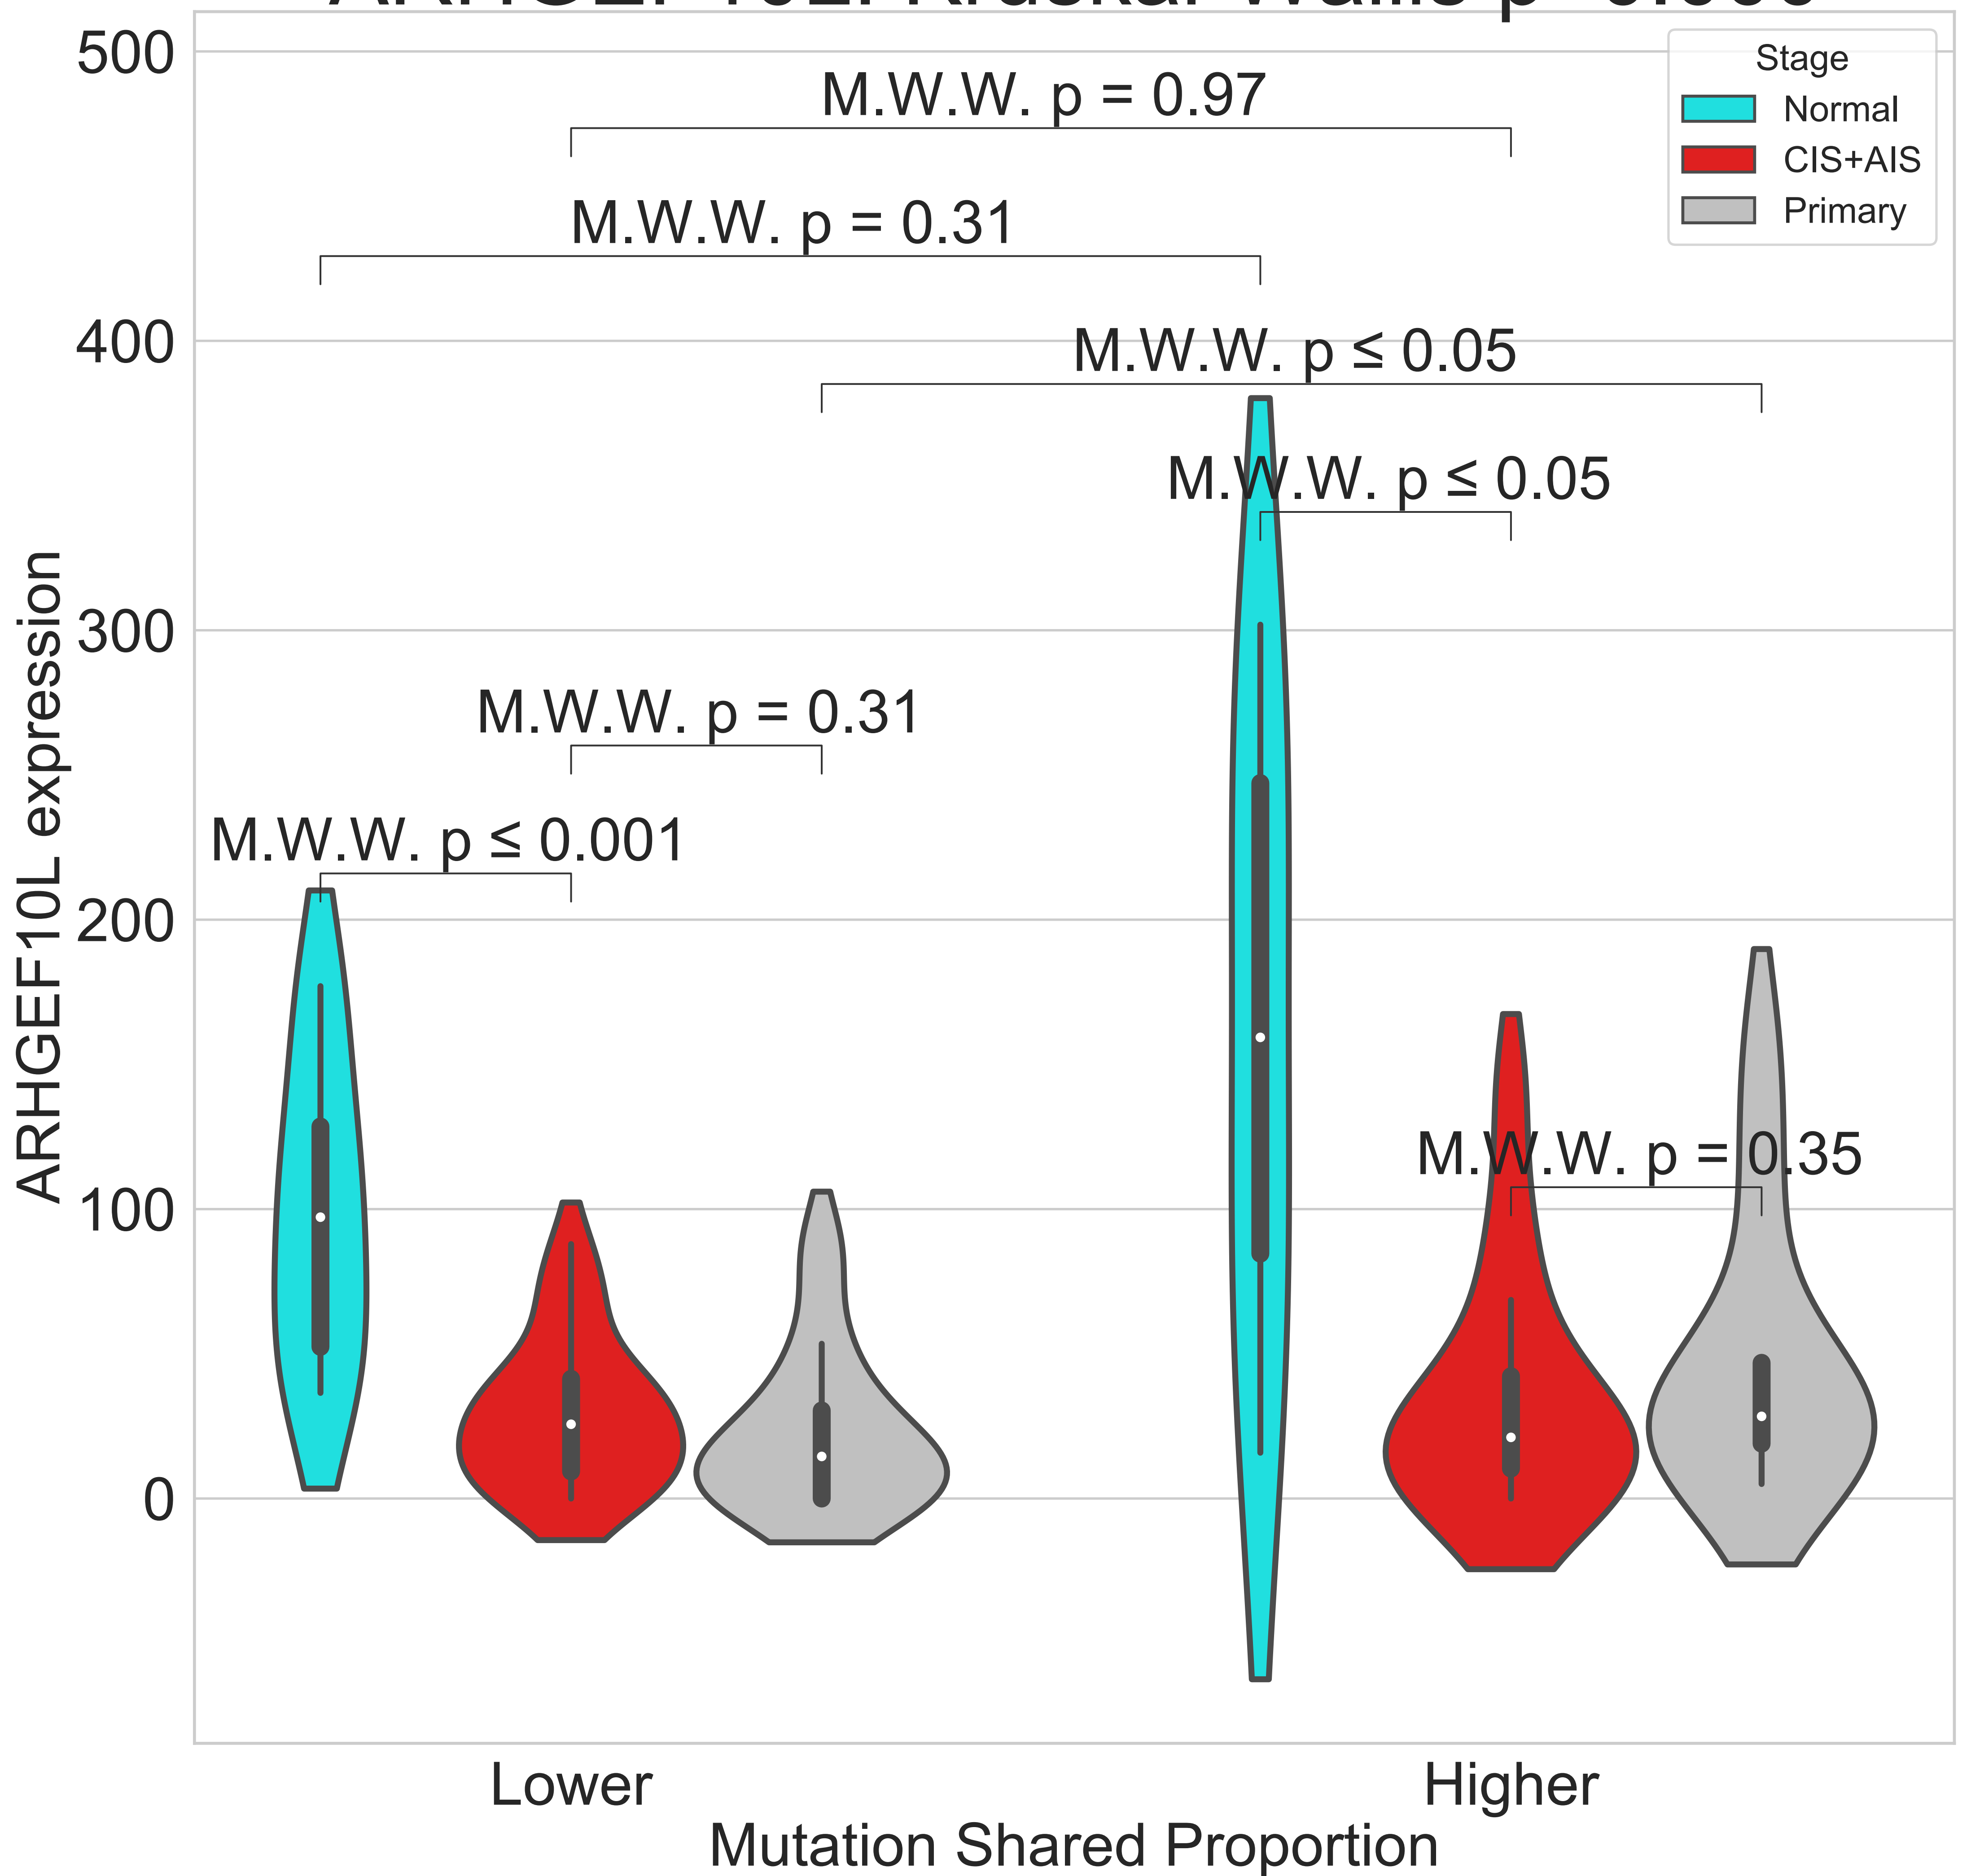 500
M.W.W. p = 0.97
Stage
Normal
CIS+AIS
Primary
M.W.W. p = 0.31
400
M.W.W. p ≤ 0.05
M.W.W. p ≤ 0.05
300
M.W.W. p = 0.31
M.W.W. p ≤ 0.001
200
M.W.W. p = 0.35
100
0
ARHGEF10L expression
Lower
Higher
Mutation Shared Proportion